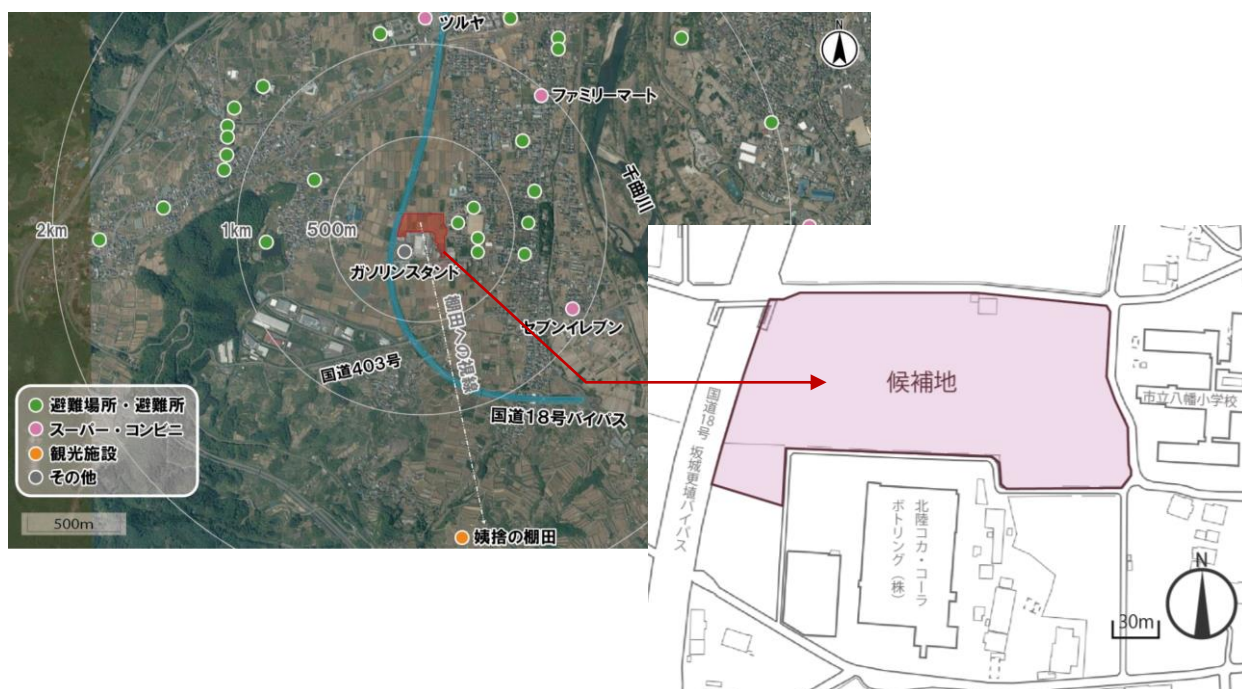 ツルヤ
N
ファミリーマート
千曲川
2km
1km
500m
ガソリンスタンド
棚田への視線
セブンイレブン
国道403号
国道18号バイパス
避難場所・避難所
スーパー・コンビニ
観光施設
その他
500m
姨捨の棚田
候補地
市立八幡小学校
国道18号 坂城更埴バイパス
北陸コカ・コーラ
ボトリング（株）
N
30m